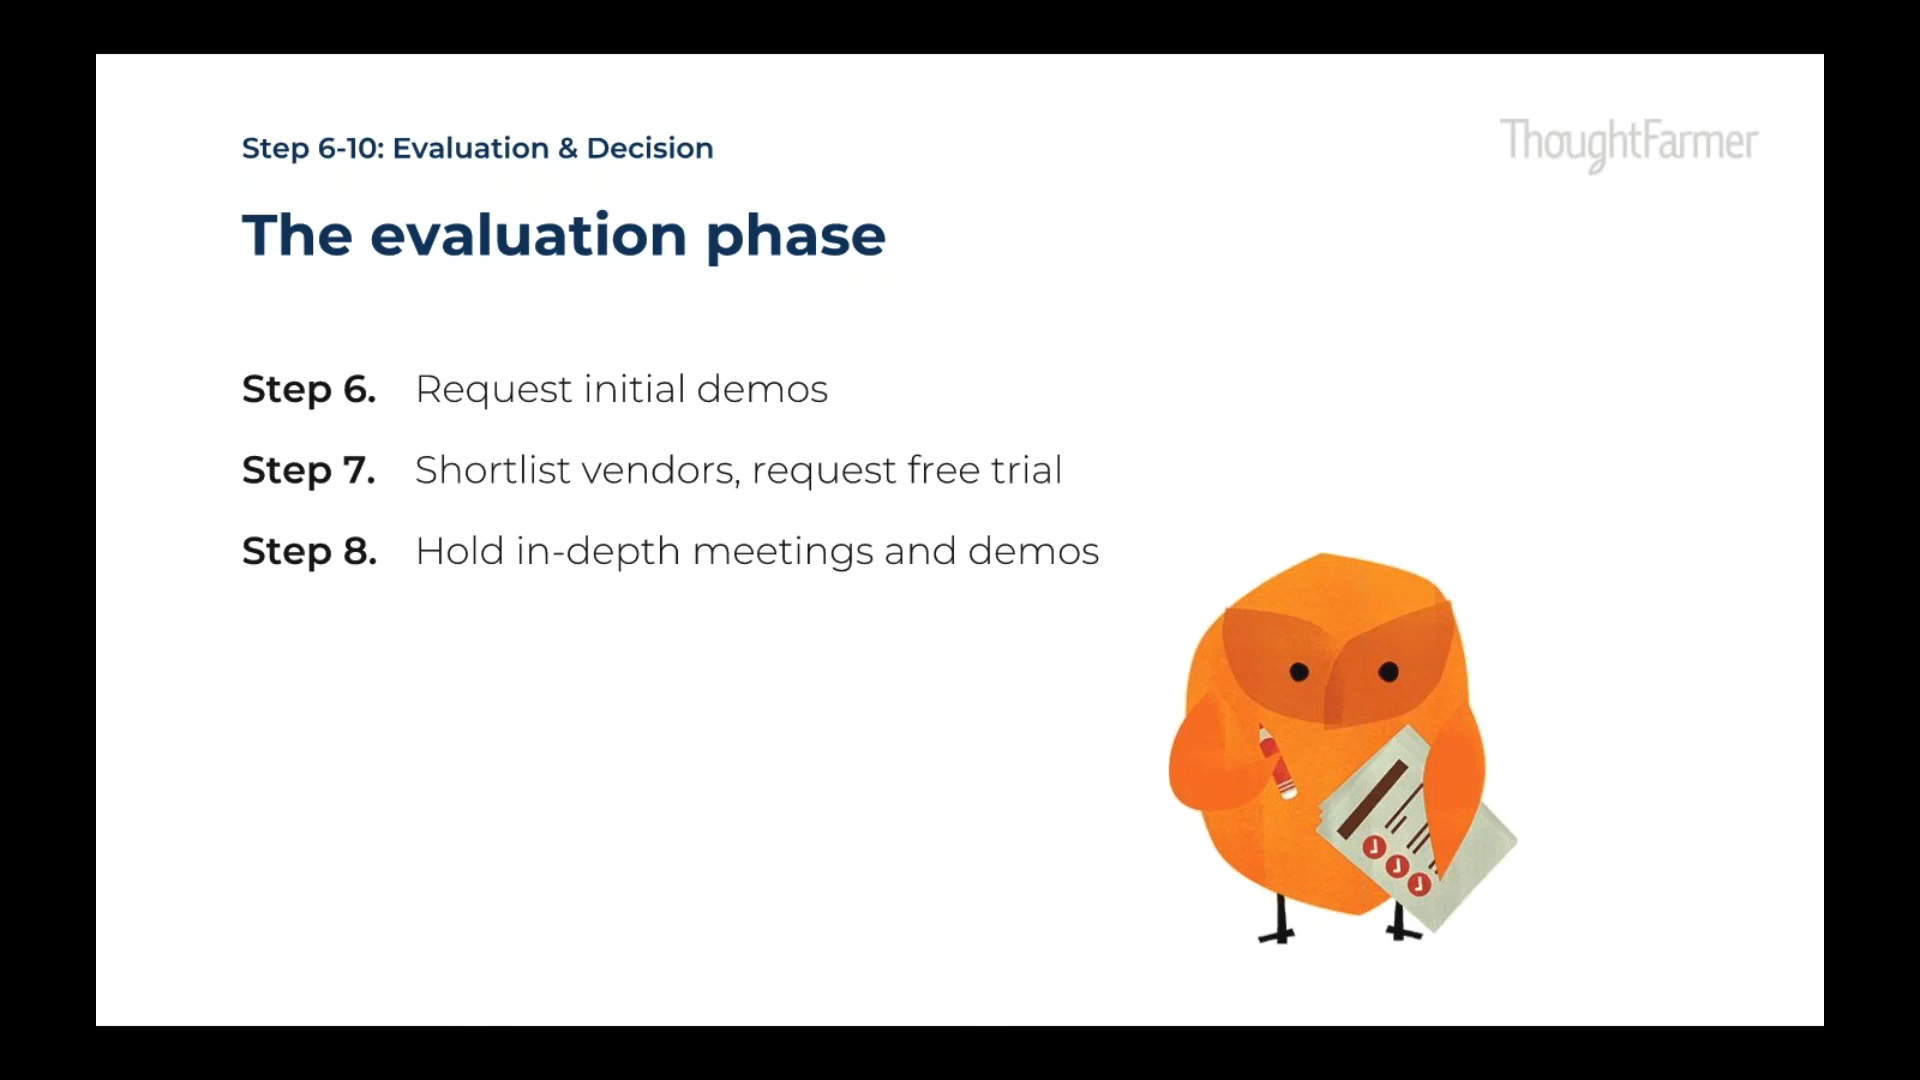 Step 6-10: Evaluation & Decision
ThoughtFarmer
The evaluation phase
Step 6. Request initial demos
Step 7. Shortlist vendors, request free trial
Step 8. Hold in-depth meetings and demos